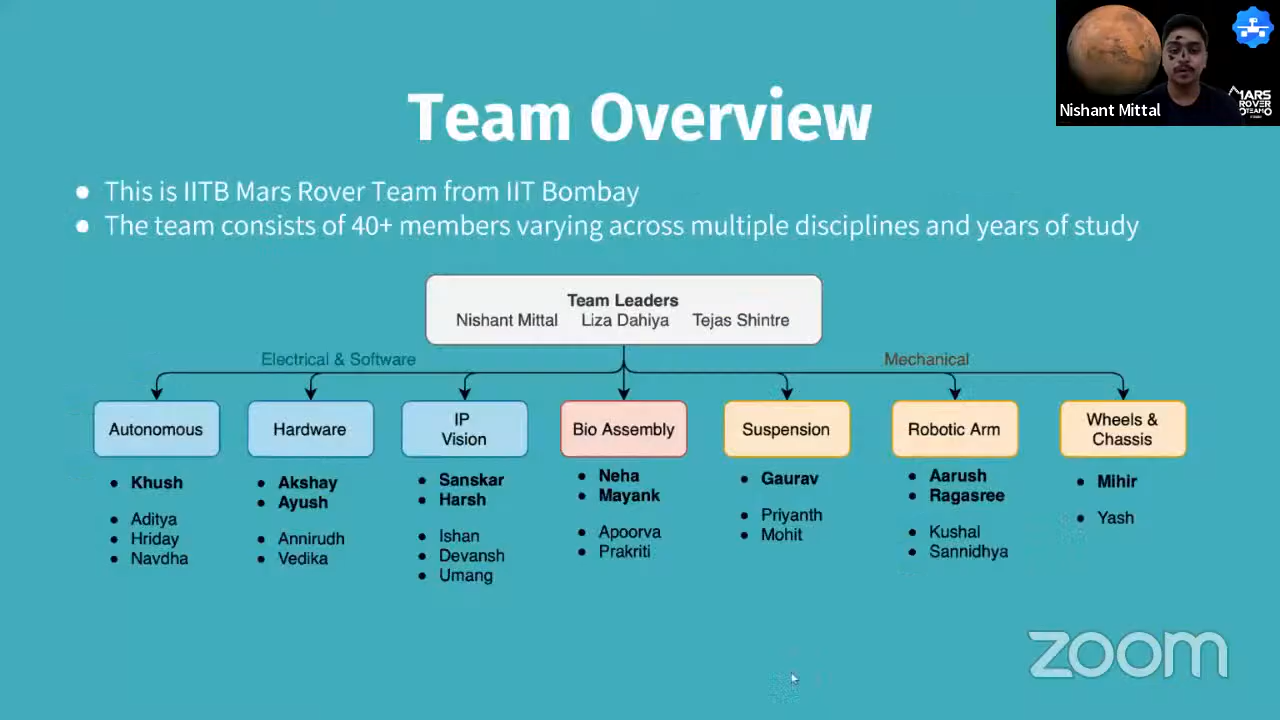 Team Overview
Nishant Mittal
MARS
ROVER
● This is IITB Mars Rover Team from IIT Bombay
● The team consists of 40+ members varying across multiple disciplines and years of study
Team Leaders
Nishant Mittal Liza Dahiya Tejas Shintre
Electrical & Software
Mechanical
Autonomous
● Khush
● Aditya
● Hriday
● Navdha
Hardware
● Akshay
● Ayush
● Annirudh
● Vedika
IP
Vision
● Sanskar
● Harsh
● Ishan
● Devansh
● Umang
Bio Assembly
● Neha
● Mayank
● Apoorva
● Prakriti
Suspension
● Gaurav
● Priyanth
● Mohit
Robotic Arm
● Aarush
● Ragasree
● Kushal
● Sannidhya
Wheels &
Chassis
● Mihir
● Yash
zoom